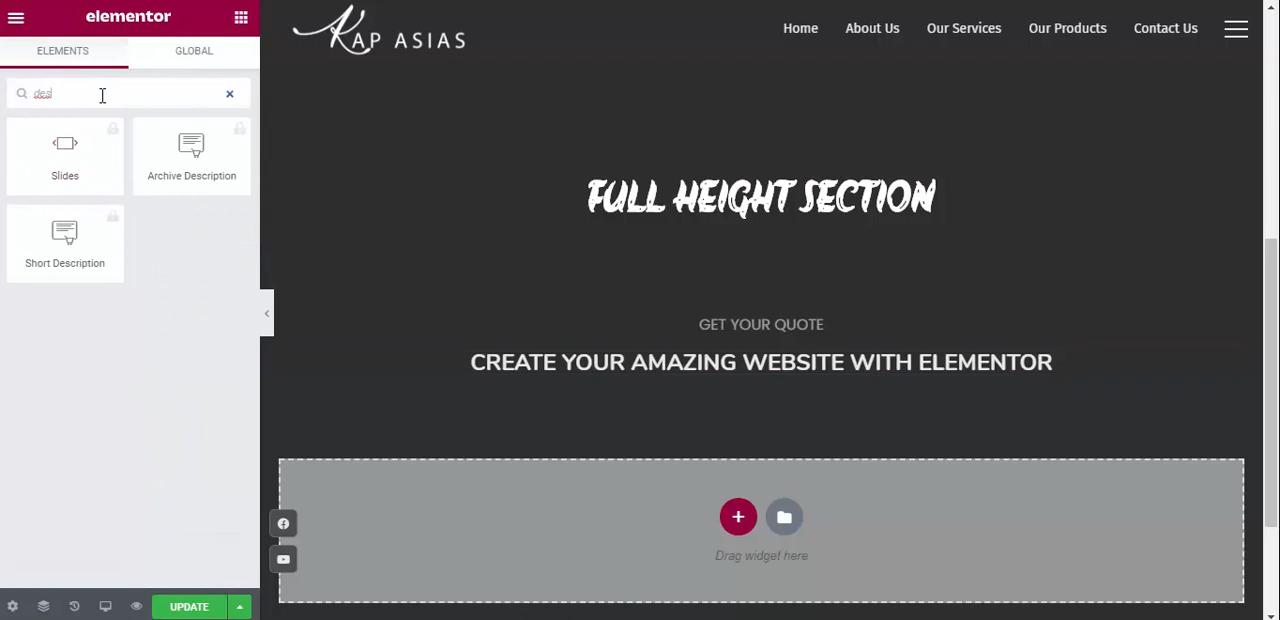 elementor
ELEMENTS
GLOBAL
des
Slides
Archive Description
Short Description
UPDATE
KAP ASIAS
Home
About Us
Our Services
Our Products
Contact Us
FULL HEIGHT SECTION
GET YOUR QUOTE
CREATE YOUR AMAZING WEBSITE WITH ELEMENTOR
Drag widget here